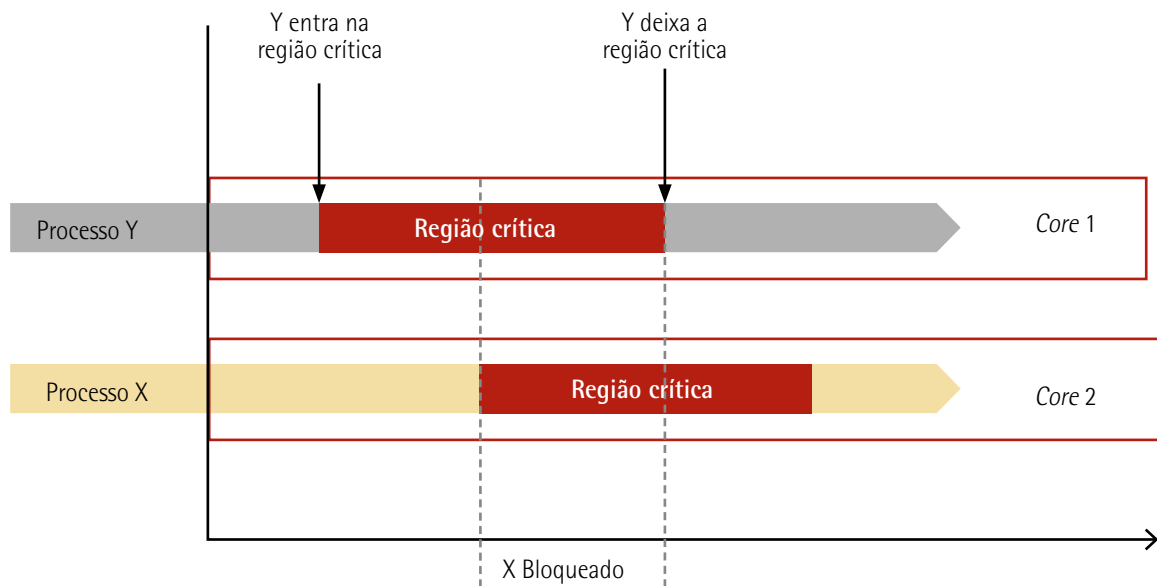 Y entra na
região crítica
Y deixa a
região crítica
Processo Y
Região crítica
Core 1
Processo X
Região crítica
Core 2
X Bloqueado